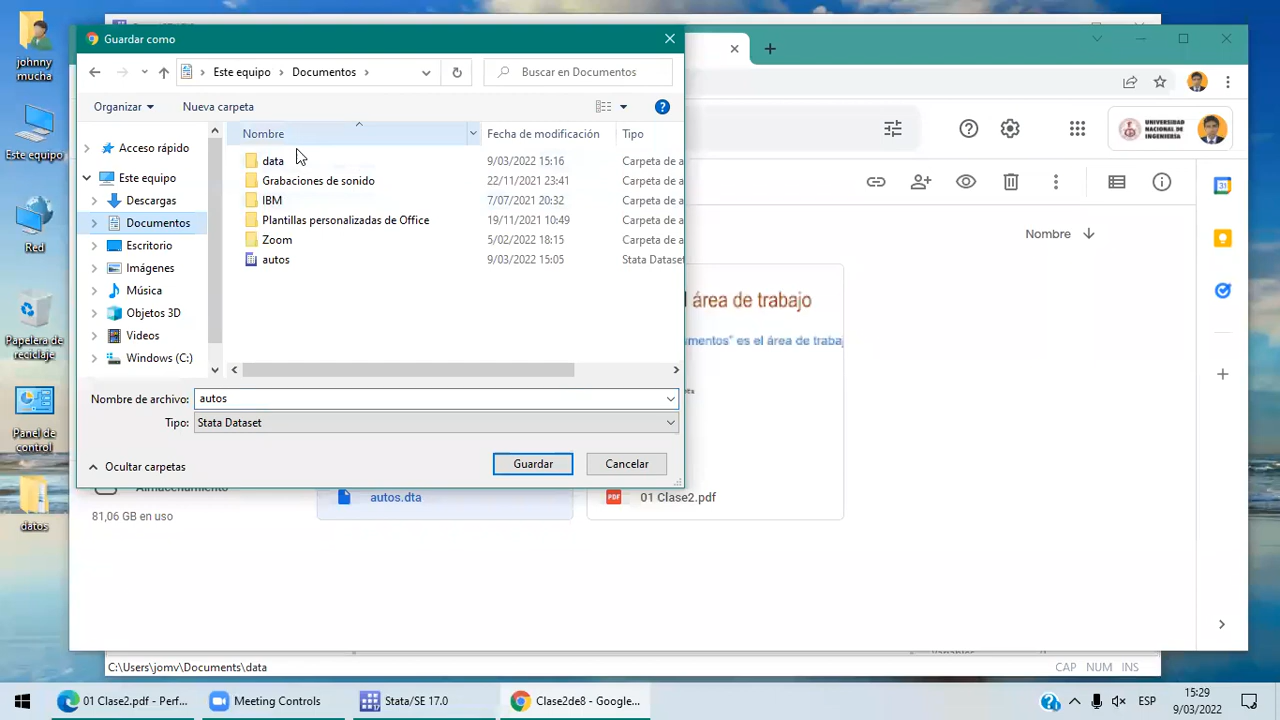 Guardar como
Este equipo
Documentos
Buscar en Documentos
Organizar
Nueva carpeta
Nombre
Fecha de modificación
Tipo
data
9/03/2022 15:16
Carpeta de a
Grabaciones de sonido
22/11/2021 23:41
Carpeta de a
IBM
7/07/2021 20:32
Carpeta de a
Plantillas personalizadas de Office
19/11/2021 10:49
Carpeta de a
Zoom
5/02/2022 18:15
Carpeta de a
autos
9/03/2022 15:05
Stata Dataset
Acceso rápido
Este equipo
Descargas
Documentos
Escritorio
Imágenes
Música
Objetos 3D
Videos
Windows (C:)
Nombre de archivo: autos
Tipo: Stata Dataset
Ocultar carpetas
Guardar
Cancelar
johnny
mucha
Este equipo
Red
Papelera de
reciclaje
Panel de
control
datos
UNIVERSIDAD
NACIONAL DE
INGENIERÍA
31
Nombre
l área de trabajo
umentos" es el área de trabaj
Almacenamiento
81,06 GB en uso
autos.dta
PDF
01 Clase2.pdf
C:\Users\jomv\Documents\data
CAP NUM INS
01 Clase2.pdf - Perf...
Meeting Controls
Stata/SE 17.0
Clase2de8 - Google...
ESP
15:29
9/03/2022